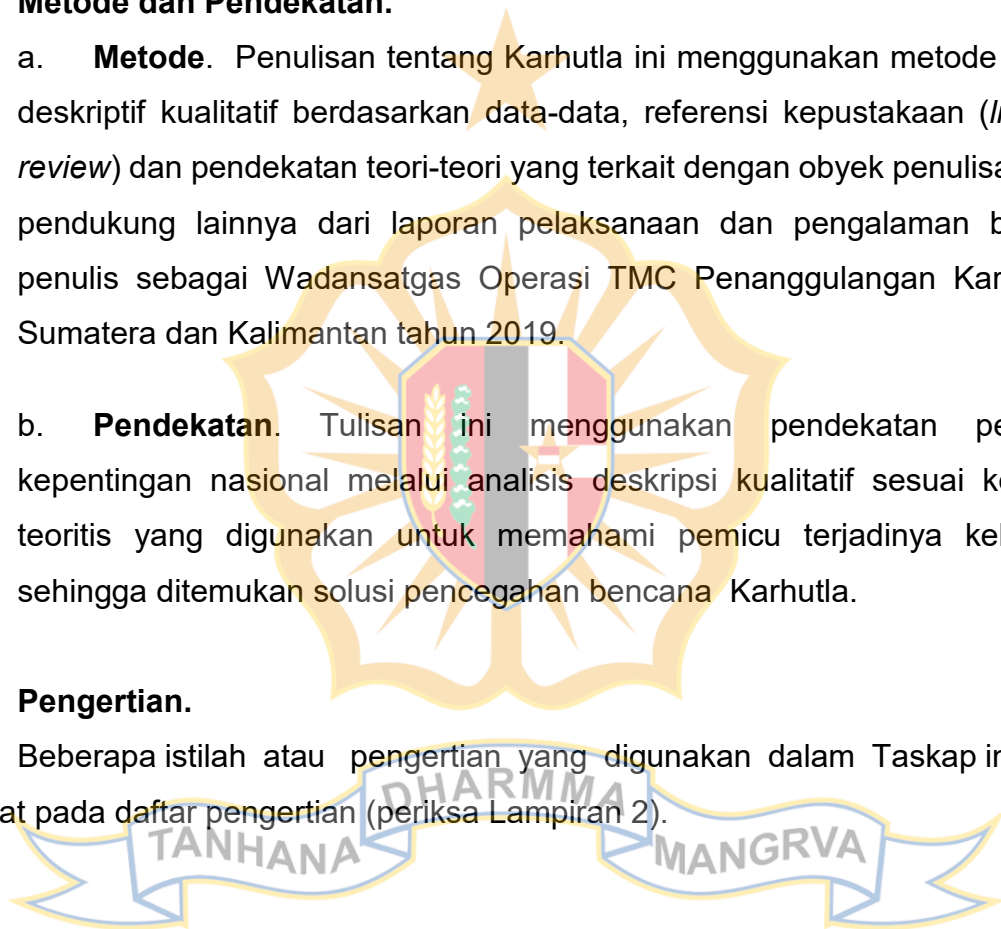 Metode dan Pendekatan.
a. Metode. Penulisan tentang Karhutla ini menggunakan metode
deskriptif kualitatif berdasarkan data-data, referensi kepustakaan (
review) dan pendekatan teori-teori yang terkait dengan obyek
pendukung lainnya dari laporan pelaksanaan dan pengalaman
penulis sebagai Wadansatgas Operasi TMC Penanggulangan
Sumatera dan Kalimantan tahun 2019.
b. Pendekatan. Tulisan ini menggunakan pendekatan
kepentingan nasional melalui analisis deskripsi kualitatif sesuai
teoritis yang digunakan untuk memahami pemicu terjadinya
sehingga ditemukan solusi pencegahan bencana Karhutla.
Pengertian.
Beberapa istilah atau pengertian yang digunakan dalam Taskap
at pada daftar pengertian (periksa Lampiran 2).
TANHANA DHARMMA MANGRVA